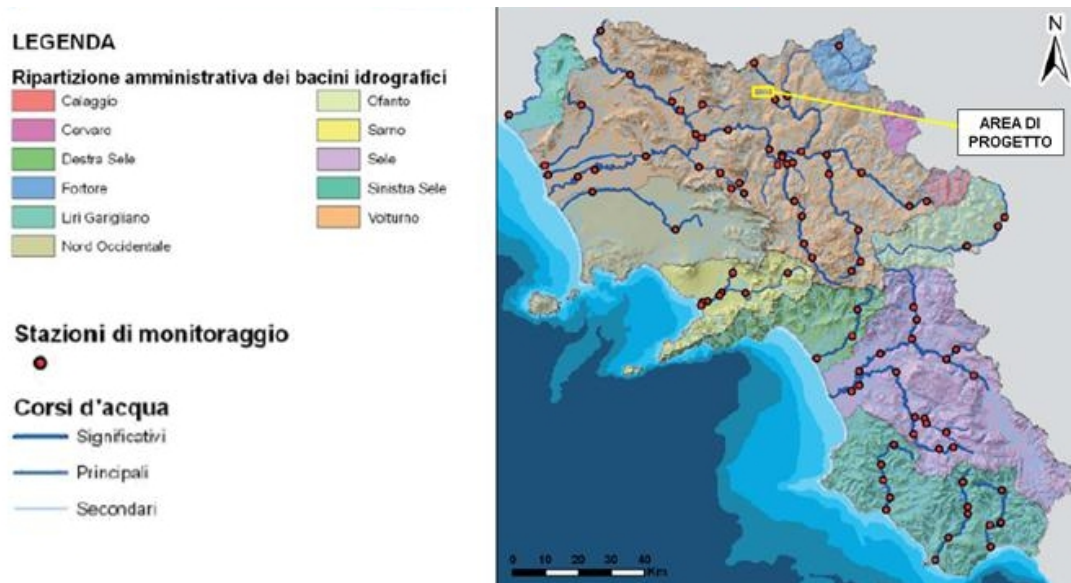 LEGENDA
Ripartizione amministrativa dei bacini idrografici
Calaggio
Cervaro
Destra Sele
Fortore
Liri Garigliano
Nord Occidentale
Ofanto
Sarno
Sele
Sinistra Sele
Volturno
Stazioni di monitoraggio
Corsi d'acqua
Significativi
Principali
Secondari
N
AREA DI
PROGETTO
0 10 20 30 40
Km